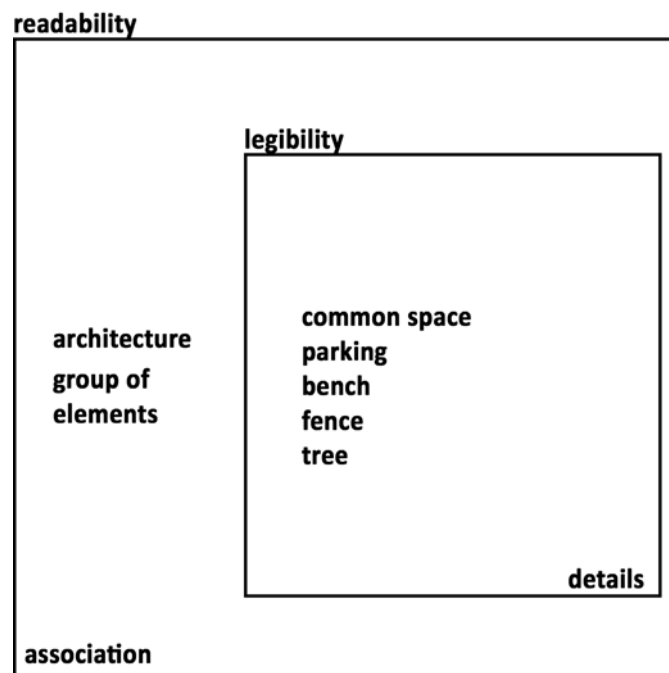 readability
legibility
common space
architecture
parking
group of
bench
elements
fence
tree
details
association